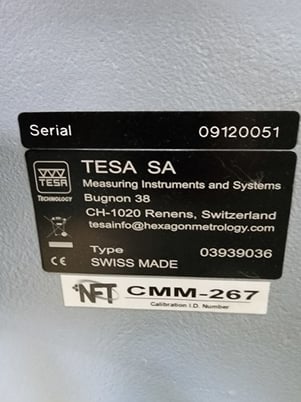 Serial 09120051
TESA
TECHNOLOGY
TESA SA
Measuring Instruments and Systems
Bugnon 38
CH-1020 Renens, Switzerland
tesainfo@hexagonmetrology.com
Type 03939036
CE SWISS MADE
NFT CMM-267
Calibration I.D. Number